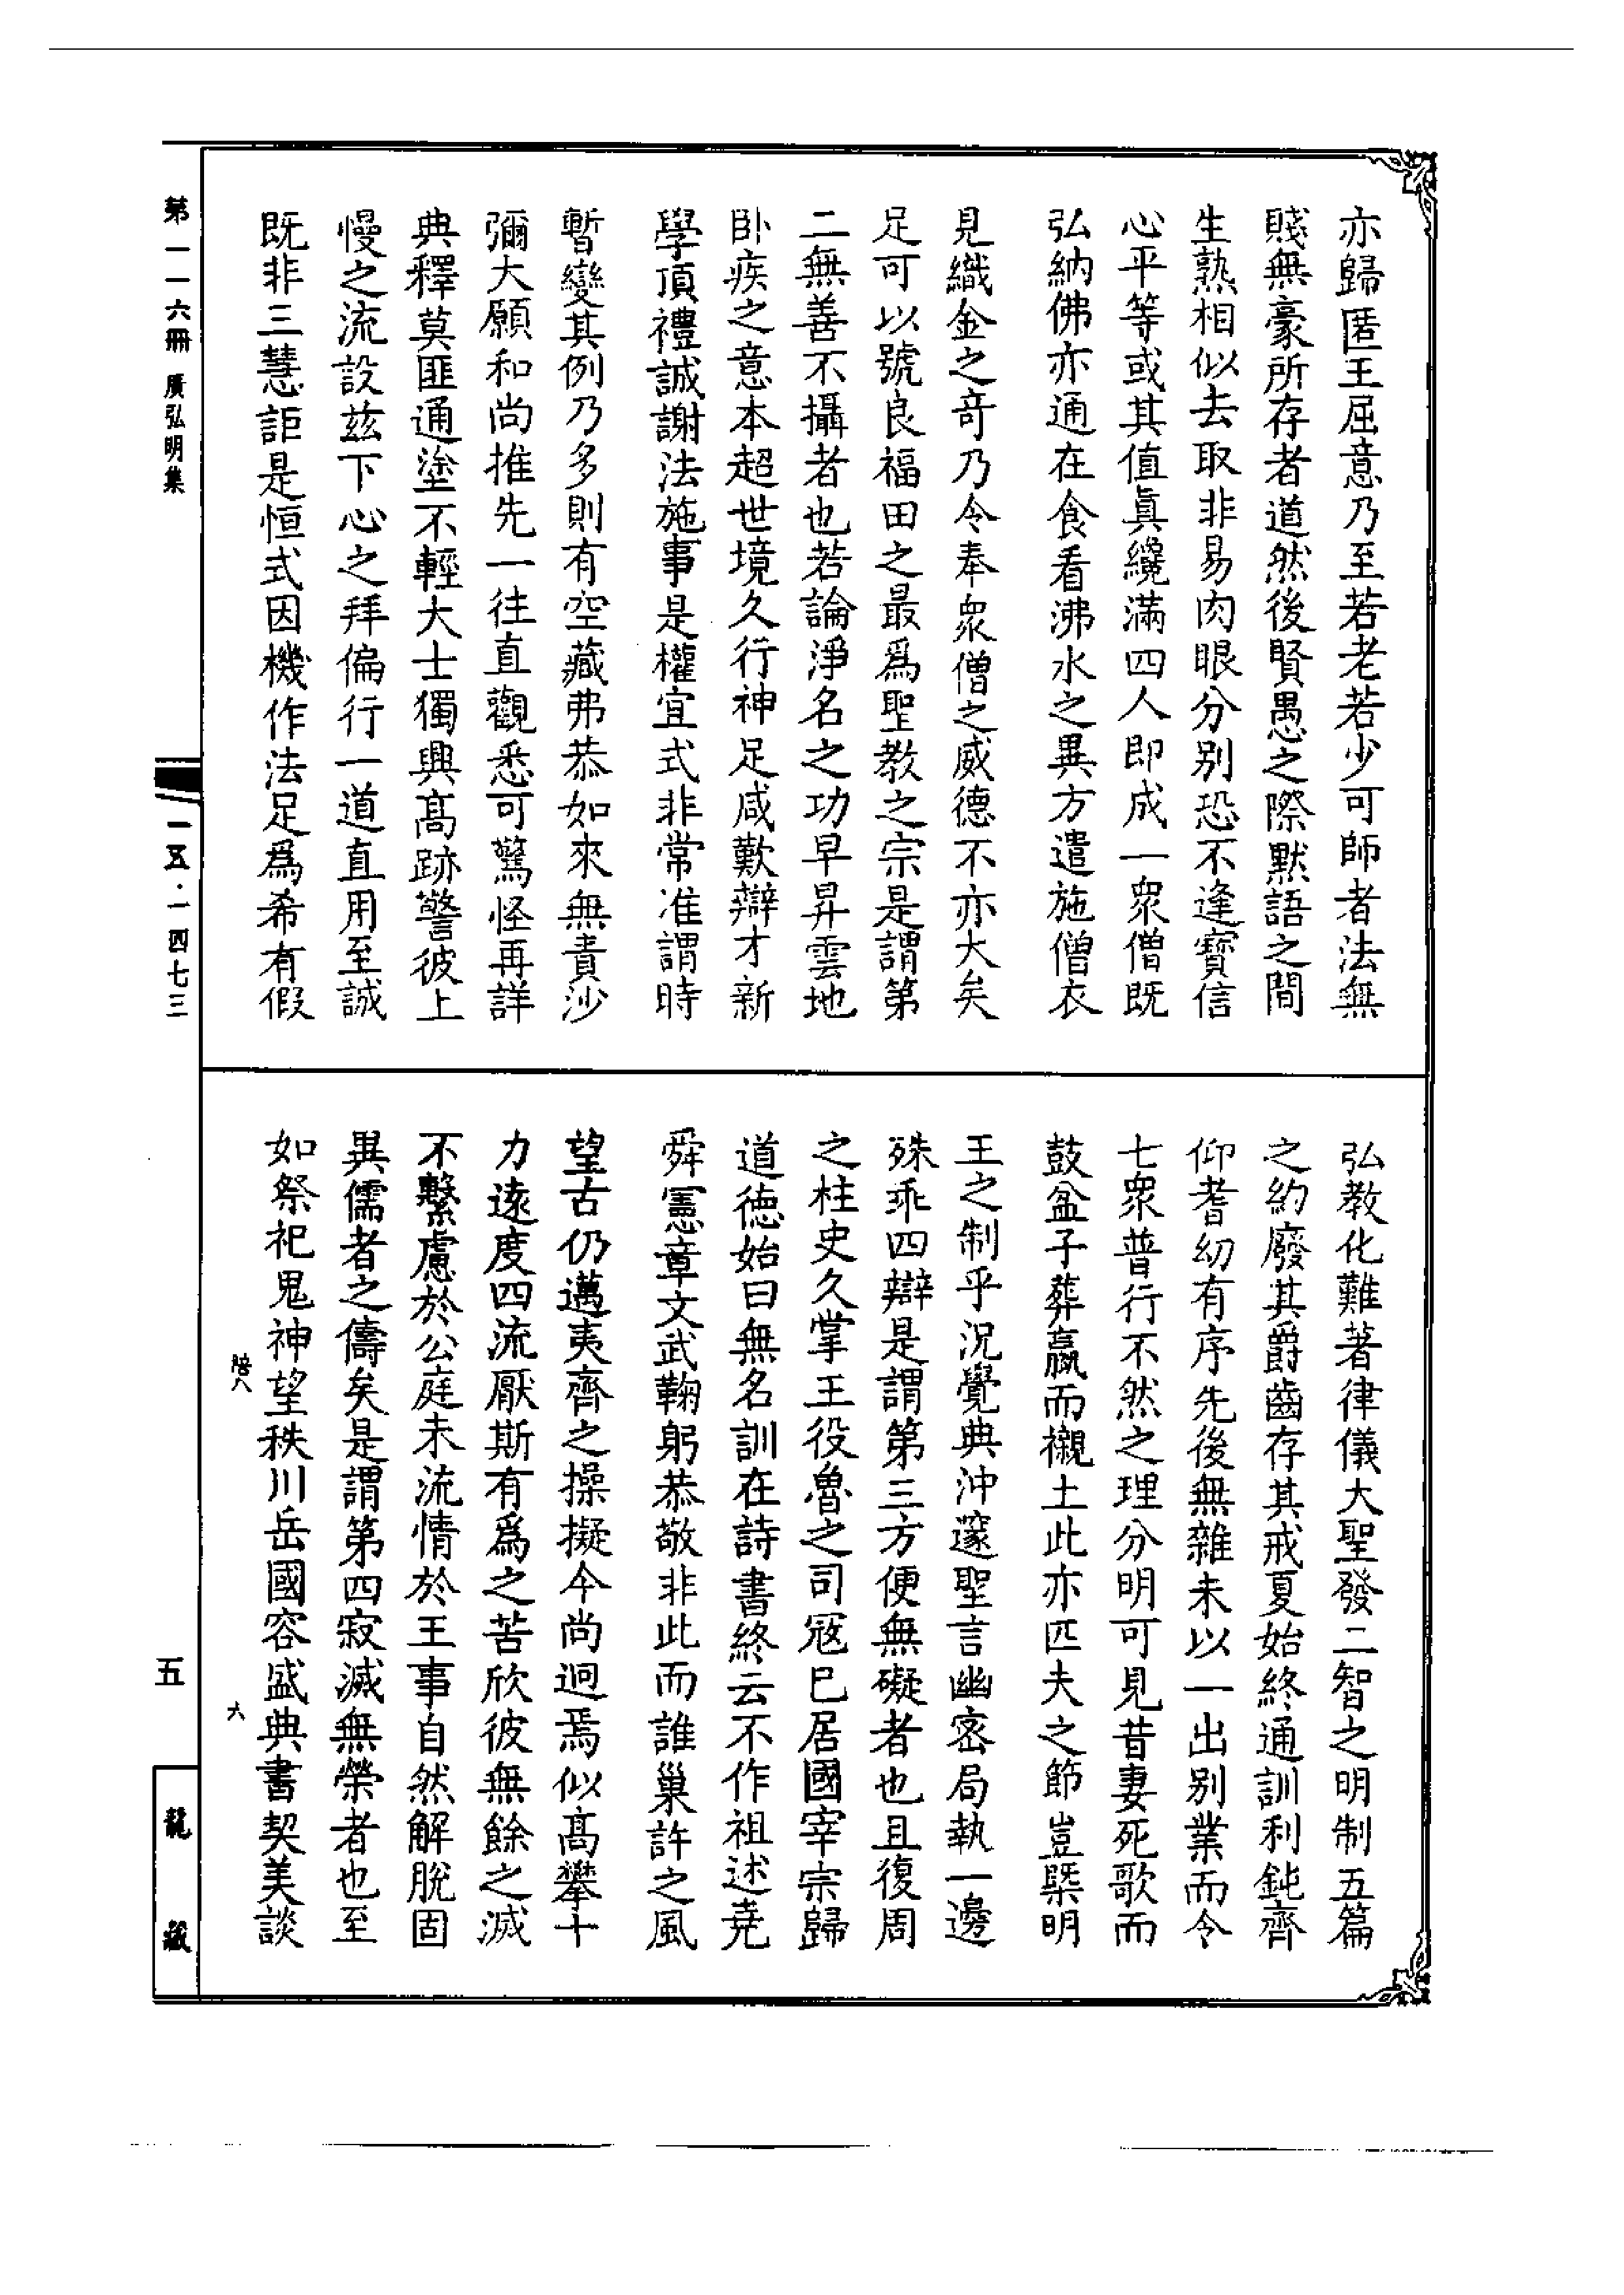 亦歸匿王屈意乃至若老若少可師者法無
賤無豪所存者道然後賢愚之際默語之間
生熟相似去取非易肉眼分別恐不逢寶信
心平等或其值眞纔滿四人即成一衆僧既
弘納佛亦通在食看沸水之異方遣施僧衣
見織金之竒乃令奉衆僧之威德不亦大矣
足可以號良福田之最爲聖教之宗是謂第
二無善不攝者也若論淨名之功早昇雲地
卧疾之意本超世境久行神足咸歎辯才新
學頂禮誠謝法施事是權宜式非常准謂時
暫變其例乃多則有空藏弗恭如來無責沙
彌大願和尚推先一往直觀悉可驚怪再詳
典釋莫匪通塗不輕大士獨興髙跡警彼上
慢之流設兹下心之拜偏行一道直用至誠
既非三慧詎是恒式因機作法足爲希有假
弘教化難著律儀大聖發二智之明制五篇
之約廢其爵齒存其戒夏始終通訓利鈍齊
仰耆幼有序先後無雜未以一出別業而令
七衆普行不然之理分明可見昔妻死歌而
鼓盆子葬嬴而襯土此亦匹夫之節豈槩明
王之制乎況覺典沖邃聖言幽密局執一邊
殊乖四辯是謂第三方便無礙者也且復周
之柱史久掌王役魯之司寇巳居國宰宗歸
道德始曰無名訓在詩書終云不作祖述堯
舜憲章文武鞠躬恭敬非此而誰巢許之風
望古仍邁夷齊之操擬今尚迥焉似髙攀十
力遠度四流厭斯有爲之苦欣彼無餘之滅
不繫慮於公庭未流情於王事自然解脫固
異儒者之儔矣是謂第四寂滅無榮者也至
如祭祀鬼神望秩川岳國容盛典書契美談
陪八
六
第一一六冊 廣弘明集
一五·一四七三
五
龍藏